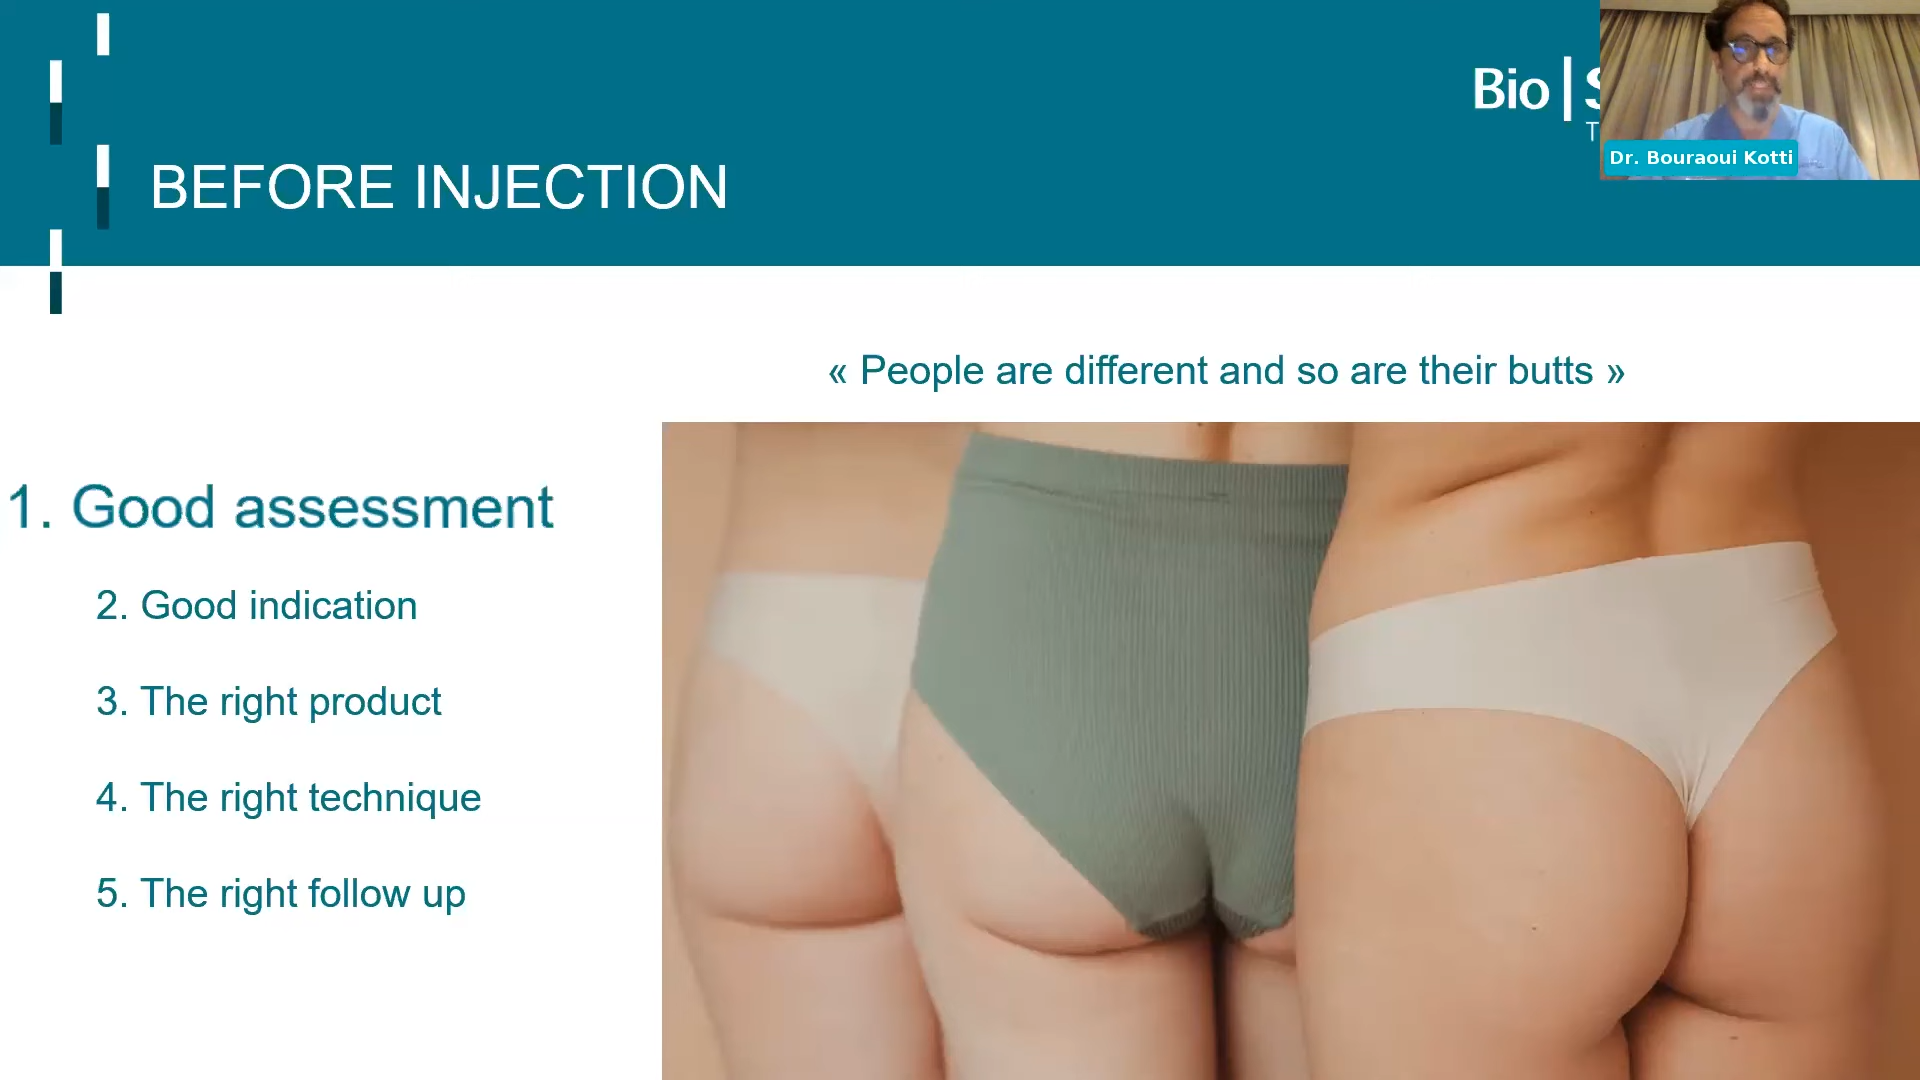 Bio
Dr. Bouraoui Kotti
BEFORE INJECTION
« People are different and so are their butts »
1. Good assessment
2. Good indication
3. The right product
4. The right technique
5. The right follow up